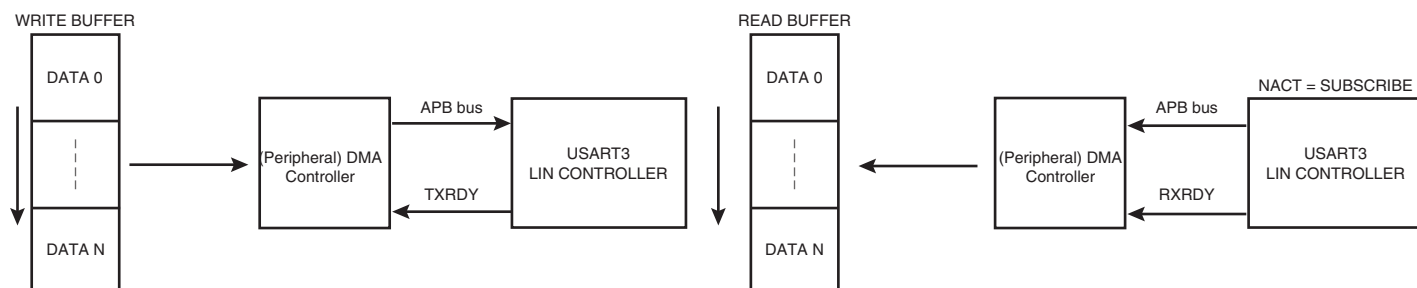 WRITE BUFFER
DATA 0
DATA N
(Peripheral) DMA
Controller
APB bus
TXRDY
USART3
LIN CONTROLLER
READ BUFFER
DATA 0
DATA N
(Peripheral) DMA
Controller
APB bus
RXRDY
NACT = SUBSCRIBE
USART3
LIN CONTROLLER